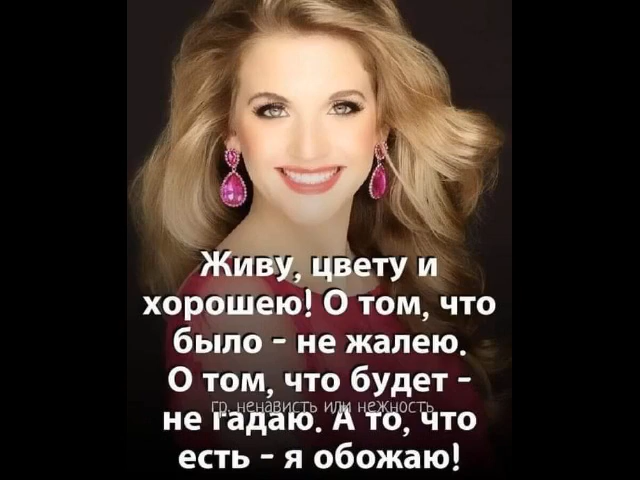 Живу, цвету и
хорошею! О том, что
было - не жалею.
О том, что будет -
гр. ненависть или нежность
не гадаю. А то, что
есть - я обожаю!